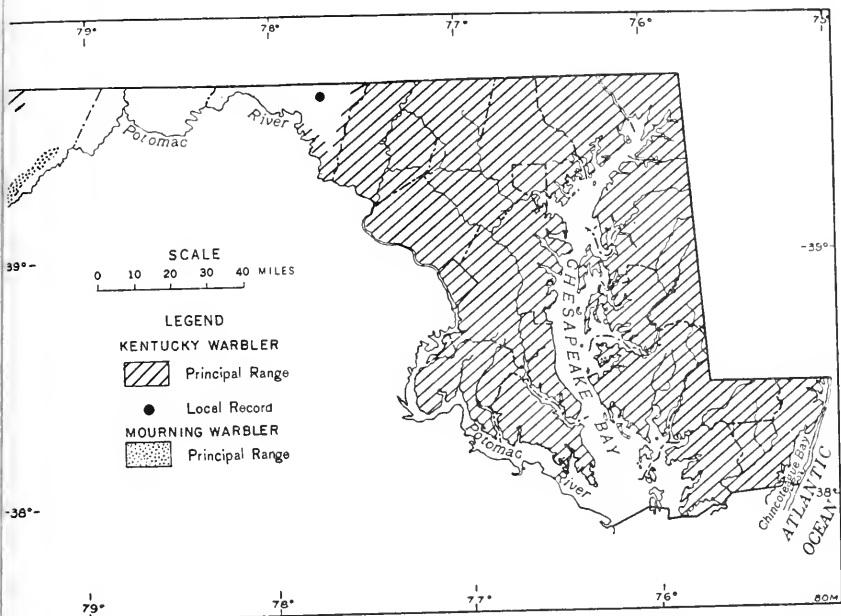 79° 78° 77° 76° 75°
Potomac
River
SCALE
0 10 20 30 40 MILES
39°-
-39°
LEGEND
KENTUCKY WARBLER
Principal Range
Local Record
MOURNING WARBLER
Principal Range
CHESAPEAKE BAY
Potomac
River
Chincoteague Bay
ATLANTIC
OCEAN
-38°-
-38°
79° 78° 77° 76° 80M